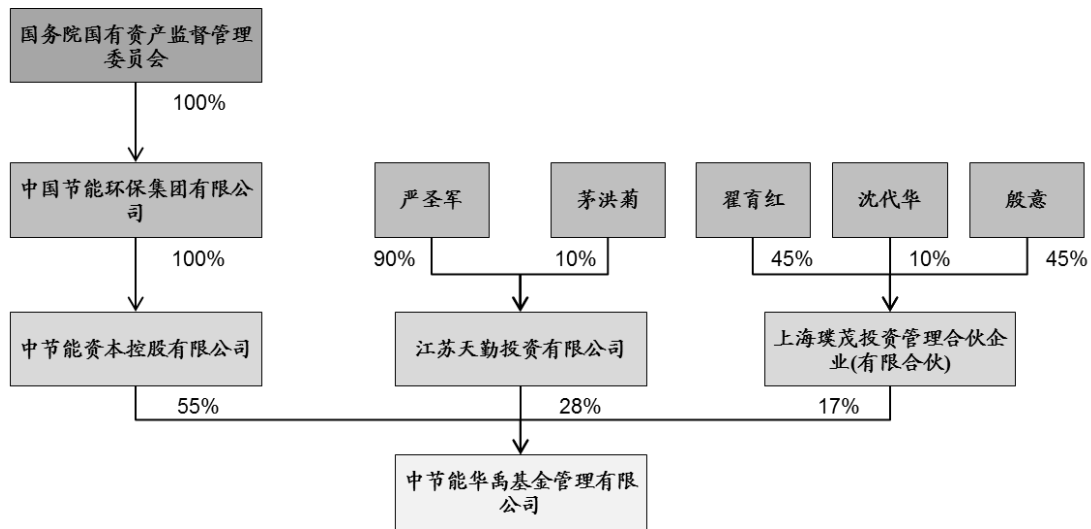 国务院国有资产监督管理
委员会
100%
中国节能环保集团有限公
司
严圣军
茅洪菊
翟育红
沈代华
殷意
100%
90%
10%
45%
10%
45%
中节能资本控股有限公司
江苏天勤投资有限公司
上海璞茂投资管理合伙企
业(有限合伙)
55%
28%
17%
中节能华禹基金管理有限
公司